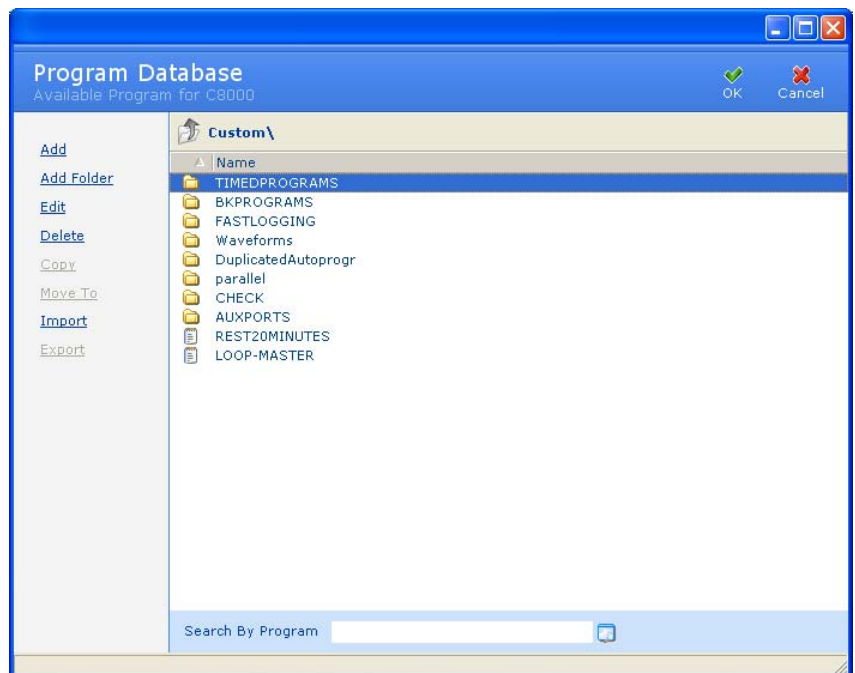 Program Database
Available Program for C8000
OK
Cancel
Add
Add Folder
Edit
Delete
Copy
Move To
Import
Export
Custom\
Name
TIMEDPROGRAMS
BKPROGRAMS
FASTLOGGING
Waveforms
DuplicatedAutoprogr
parallel
CHECK
AUXPORTS
REST20MINUTES
LOOP-MASTER
Search By Program